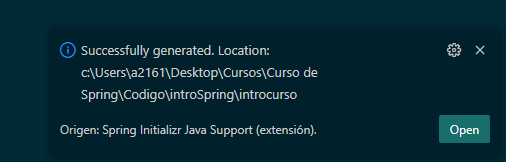 Successfully generated. Location:
c:\Users\a2161\Desktop\Cursos\Curso de
Spring\Codigo\introSpring\introcurso
Origen: Spring Initializr Java Support (extensión).
Open